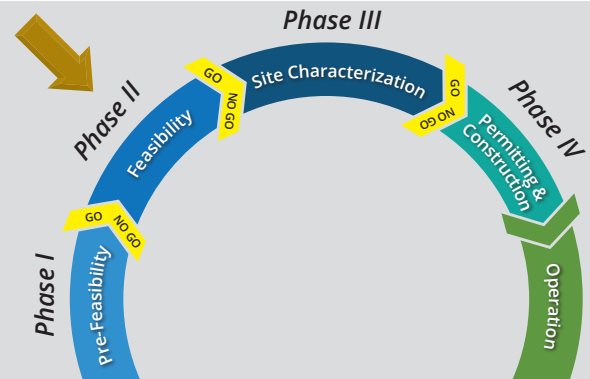 Phase I
Pre-Feasibility
GO
NO GO
Phase II
Feasibility
GO
NO GO
Phase III
Site Characterization
GO
NO GO
Phase IV
Permitting &
Construction
Operation